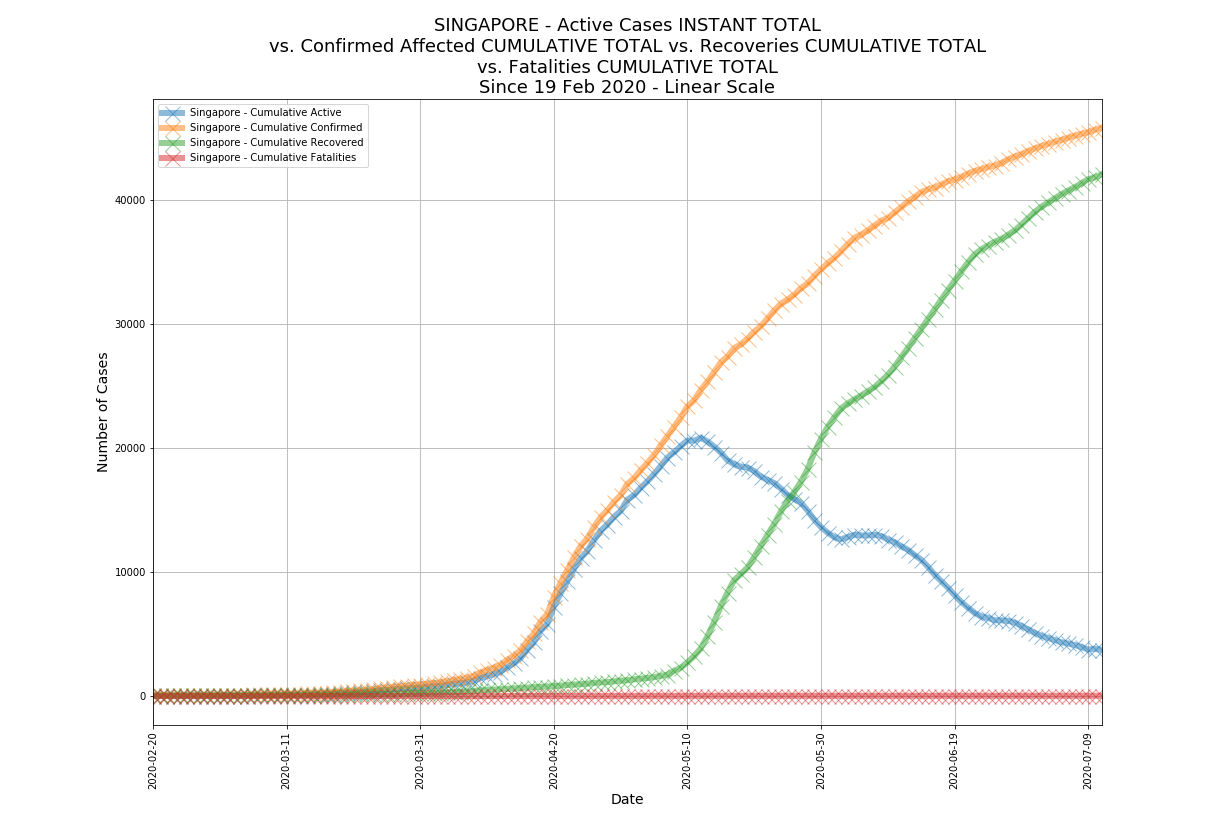 SINGAPORE - Active Cases INSTANT TOTAL
vs. Confirmed Affected CUMULATIVE TOTAL vs. Recoveries CUMULATIVE TOTAL
vs. Fatalities CUMULATIVE TOTAL
Since 19 Feb 2020 - Linear Scale
Singapore - Cumulative Active
Singapore - Cumulative Confirmed
Singapore - Cumulative Recovered
Singapore - Cumulative Fatalities
Number of Cases
40000
30000
20000
10000
0
2020-02-20
2020-03-11
2020-03-31
2020-04-20
2020-05-10
2020-05-30
2020-06-19
2020-07-09
Date